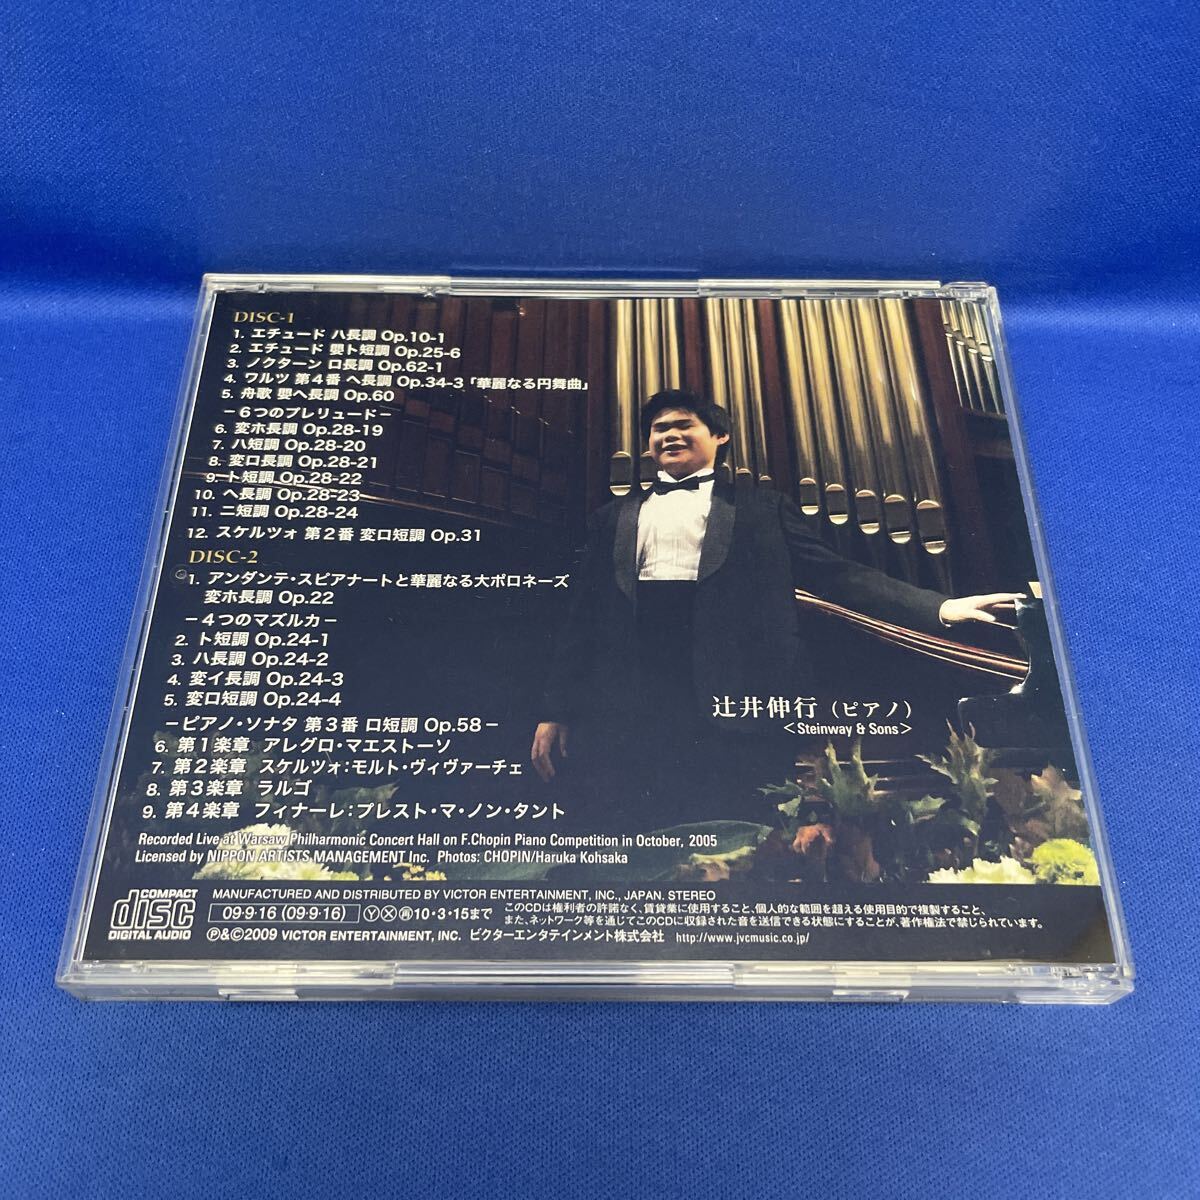 DISC-1
1. エチュード ハ長調 Op.10-1
2. エチュード 嬰ト短調 Op.25-6
3. ノクターン ロ長調 Op.62-1
4. ワルツ 第4番 ヘ長調 Op.34-3「華麗なる円舞曲」
5. 舟歌 嬰ヘ長調 Op.60
－6つのプレリュード－
6. 変ホ長調 Op.28-19
7. ハ短調 Op.28-20
8. 変ロ長調 Op.28-21
9. ト短調 Op.28-22
10. ヘ長調 Op.28-23
11. ニ短調 Op.28-24
12. スケルツォ 第2番 変ロ短調 Op.31
DISC-2
1. アンダンテ・スピアナートと華麗なる大ポロネーズ
変ホ長調 Op.22
－4つのマズルカ－
2. ト短調 Op.24-1
3. ハ長調 Op.24-2
4. 変イ長調 Op.24-3
5. 変ロ短調 Op.24-4
－ピアノ・ソナタ 第3番 ロ短調 Op.58－
6. 第1楽章 アレグロ・マエストーソ
7. 第2楽章 スケルツォ：モルト・ヴィヴァーチェ
8. 第3楽章 ラルゴ
9. 第4楽章 フィナーレ：プレスト・マ・ノン・タント
辻井伸行（ピアノ）
＜Steinway & Sons＞
Recorded Live at Warsaw Philharmonic Concert Hall on F.Chopin Piano Competition in October, 2005
Licensed by NIPPON ARTISTS MANAGEMENT Inc. Photos: CHOPIN/Haruka Kohsaka
COMPACT
disc
DIGITAL AUDIO
MANUFACTURED AND DISTRIBUTED BY VICTOR ENTERTAINMENT, INC., JAPAN. STEREO
09・9・16 (09・9・16) Ⓨ Ⓧ 再 10・3・15まで
このCDは権利者の許諾なく、賃貸業に使用すること、個人的な範囲を超える使用目的で複製すること、
また、ネットワーク等を通じてこのCDに収録された音を送信できる状態にすることが、著作権法で禁じられています。
Ⓟ&©2009 VICTOR ENTERTAINMENT, INC. ビクターエンタテインメント株式会社 http://www.jvcmusic.co.jp/